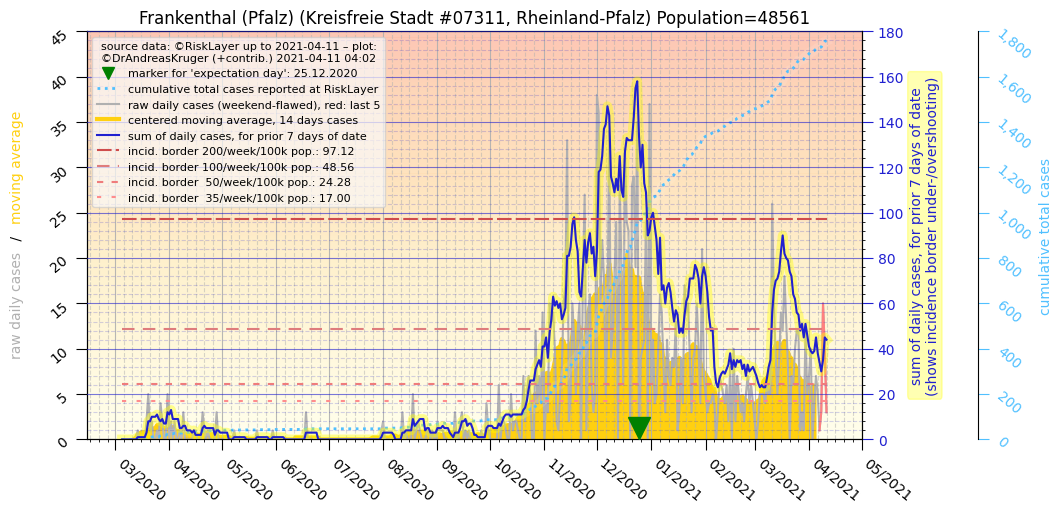 Frankenthal (Pfalz) (Kreisfreie Stadt #07311, Rheinland-Pfalz) Population=48561
source data: ©RiskLayer up to 2021-04-11 – plot:
©DrAndreasKruger (+contrib.) 2021-04-11 04:02
marker for 'expectation day': 25.12.2020
cumulative total cases reported at RiskLayer
raw daily cases (weekend-flawed), red: last 5
centered moving average, 14 days cases
sum of daily cases, for prior 7 days of date
incid. border 200/week/100k pop.: 97.12
incid. border 100/week/100k pop.: 48.56
incid. border  50/week/100k pop.: 24.28
incid. border  35/week/100k pop.: 17.00
raw daily cases  /  moving average
45
40
35
30
25
20
15
10
5
0
03/2020
04/2020
05/2020
06/2020
07/2020
08/2020
09/2020
10/2020
11/2020
12/2020
01/2021
02/2021
03/2021
04/2021
05/2021
180
160
140
120
100
80
60
40
20
0
sum of daily cases, for prior 7 days of date
(shows incidence border under-/overshooting)
1,800
1,600
1,400
1,200
1,000
800
600
400
200
0
cumulative total cases